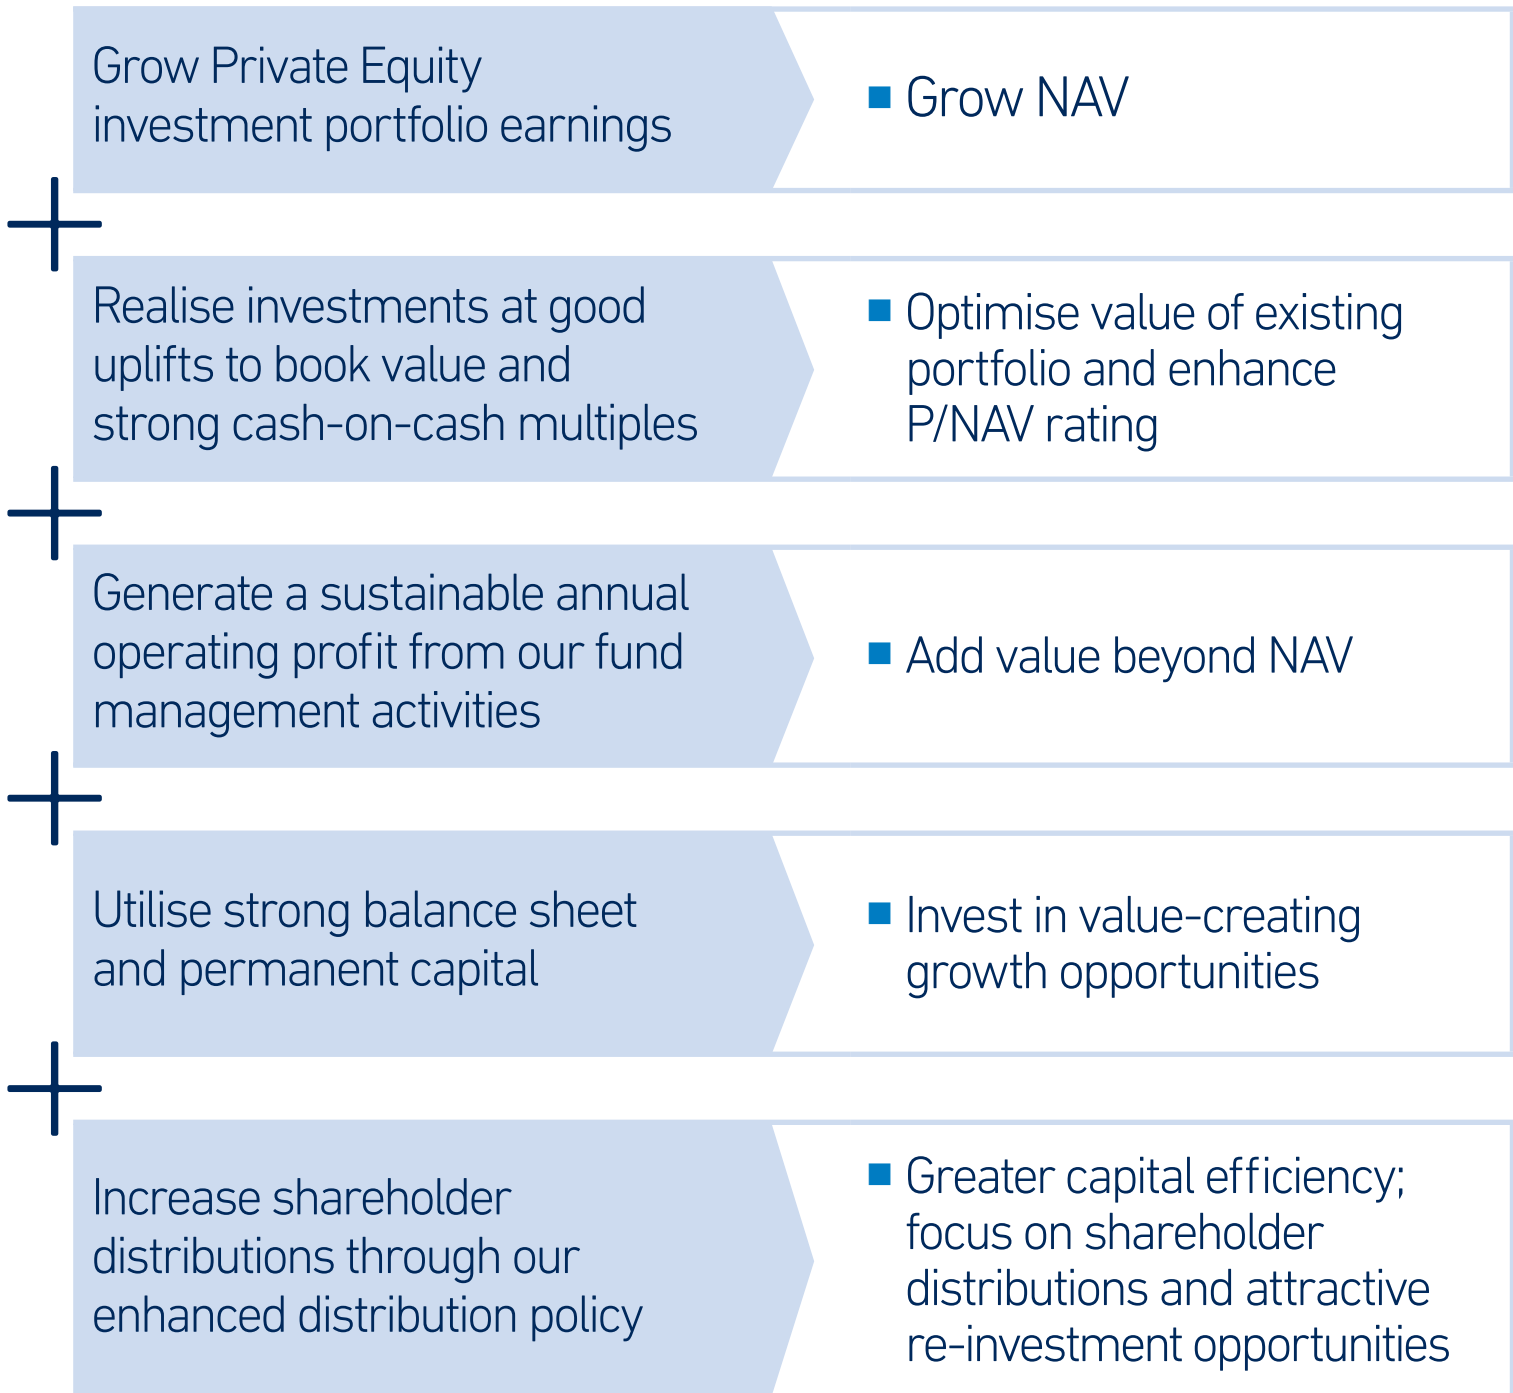 Grow Private Equity
investment portfolio earnings
■ Grow NAV
Realise investments at good
uplifts to book value and
strong cash-on-cash multiples
■ Optimise value of existing
portfolio and enhance
P/NAV rating
Generate a sustainable annual
operating profit from our fund
management activities
■ Add value beyond NAV
Utilise strong balance sheet
and permanent capital
■ Invest in value-creating
growth opportunities
Increase shareholder
distributions through our
enhanced distribution policy
■ Greater capital efficiency;
focus on shareholder
distributions and attractive
re-investment opportunities